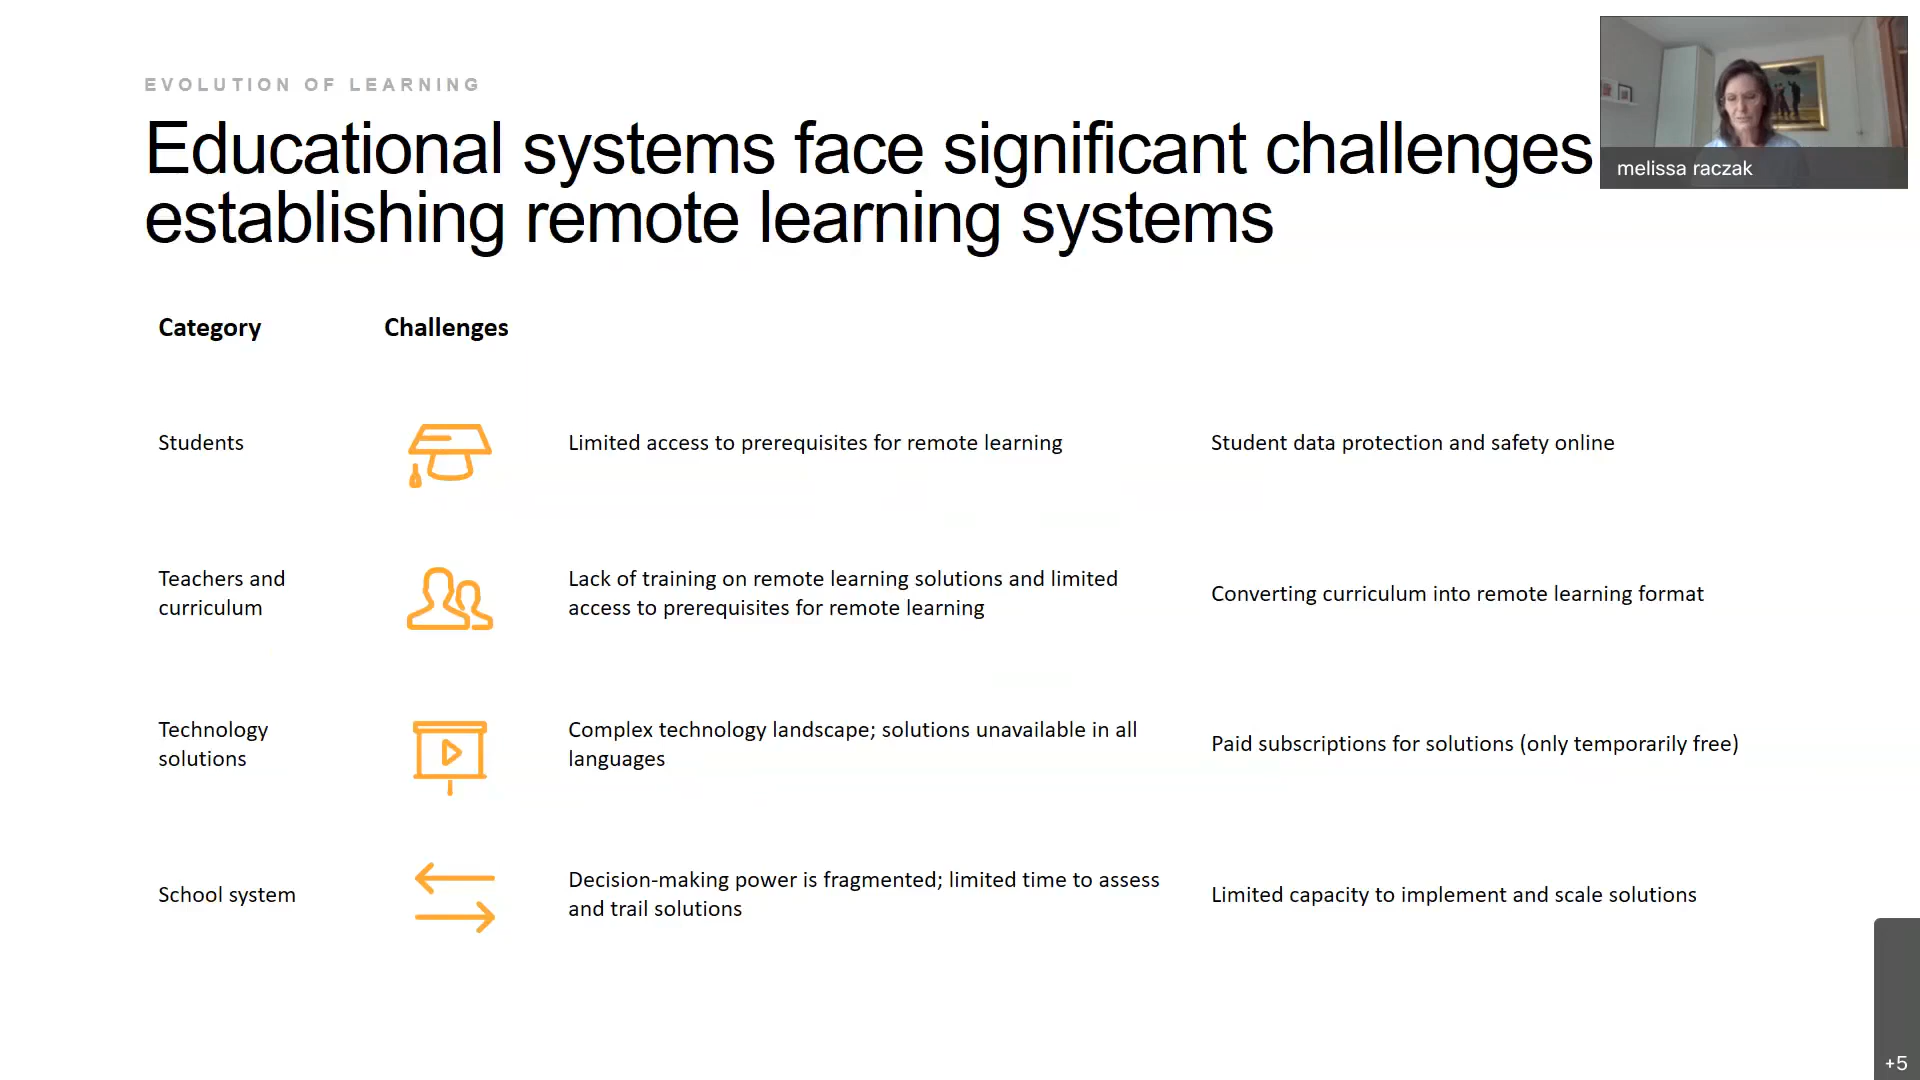 EVOLUTION OF LEARNING
Educational systems face significant challenges
establishing remote learning systems
melissa raczak
Category
Challenges
Students
Limited access to prerequisites for remote learning
Student data protection and safety online
Teachers and
curriculum
Lack of training on remote learning solutions and limited
access to prerequisites for remote learning
Converting curriculum into remote learning format
Technology
solutions
Complex technology landscape; solutions unavailable in all
languages
Paid subscriptions for solutions (only temporarily free)
School system
Decision-making power is fragmented; limited time to assess
and trail solutions
Limited capacity to implement and scale solutions
+5